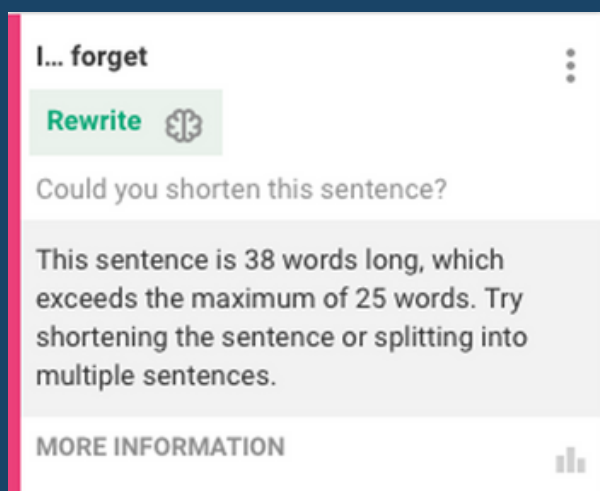 I... forget
Rewrite
Could you shorten this sentence?
This sentence is 38 words long, which
exceeds the maximum of 25 words. Try
shortening the sentence or splitting into
multiple sentences.
MORE INFORMATION